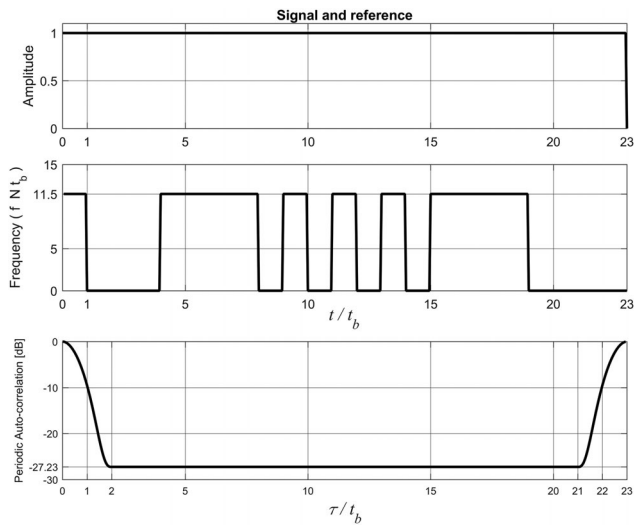 Signal and reference
Amplitude
1
0.5
0
0 1 5 10 15 20 23
Frequency ( f N t_b )
15
11.5
5
0
0 1 5 10 15 20 23
t / t_b
Periodic Auto-correlation [dB]
0
-10
-20
-27.23
-30
0 1 2 5 10 15 20 21 22 23
τ / t_b